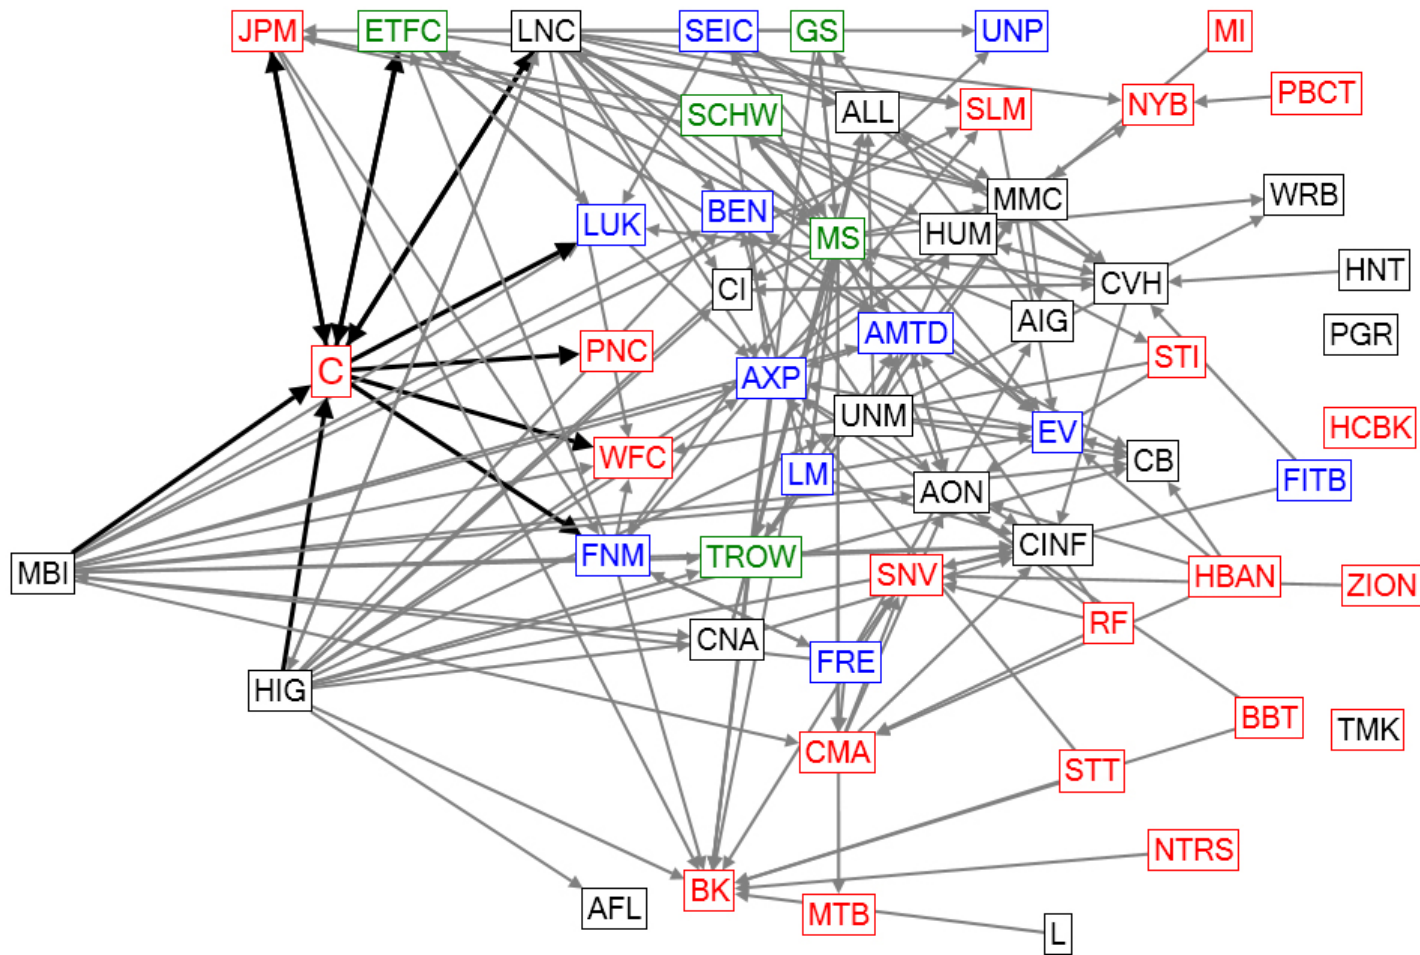 JPM
ETFC
LNC
SEIC
GS
UNP
MI
PBCT
NYB
SLM
ALL
SCHW
WRB
MMC
BEN
LUK
HUM
MS
HNT
CVH
CI
AIG
PGR
AMTD
PNC
STI
C
AXP
UNM
EV
HCBK
WFC
CB
LM
FITB
AON
CINF
FNM
TROW
SNV
MBI
HBAN
ZION
RF
CNA
FRE
HIG
BBT
TMK
CMA
STT
NTRS
BK
AFL
MTB
L